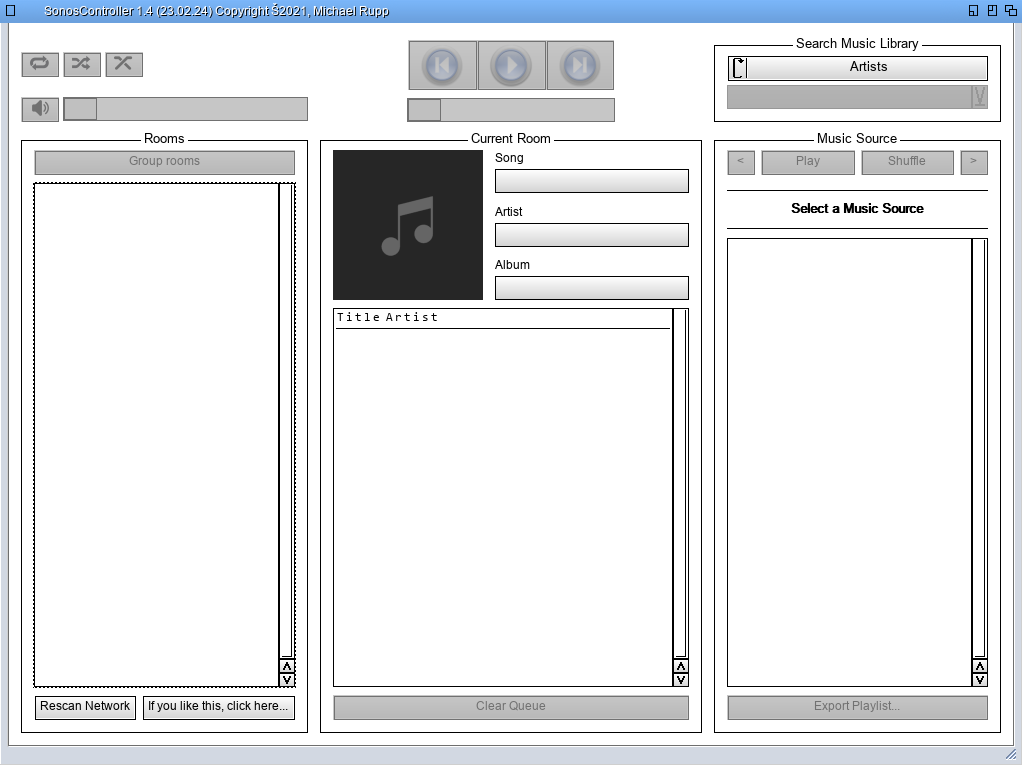 SonosController 1.4 (23.02.24) Copyright Š2021, Michael Rupp
Search Music Library
Artists
Rooms
Group rooms
Rescan Network
If you like this, click here...
Current Room
Song
Artist
Album
Title Artist
Clear Queue
Music Source
< Play Shuffle >
Select a Music Source
Export Playlist...